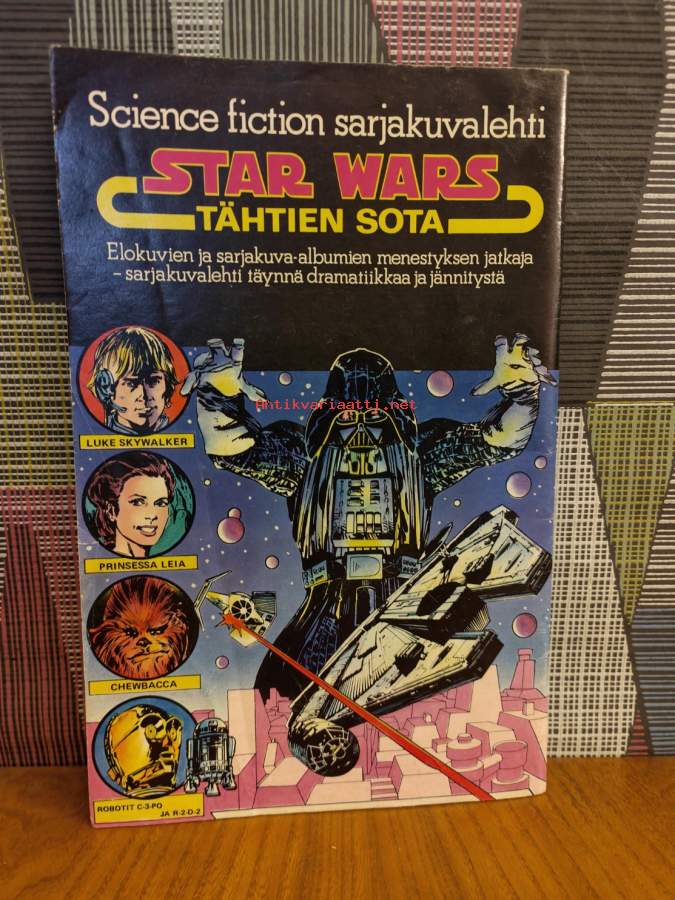 Science fiction sarjakuvalehti
STAR WARS
TÄHTIEN SOTA
Elokuvien ja sarjakuva-albumien menestyksen jatkaja
– sarjakuvalehti täynnä dramatiikkaa ja jännitystä
Antikvariaatti.net
LUKE SKYWALKER
PRINSESSA LEIA
CHEWBACCA
ROBOTIT C-3-PO
JA R-2-D-2